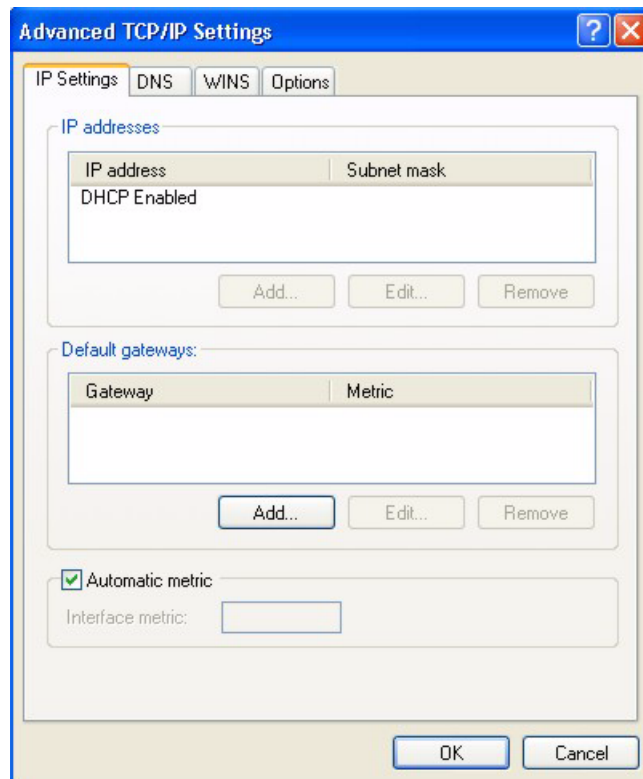 Advanced TCP/IP Settings
IP Settings DNS WINS Options
IP addresses
IP address Subnet mask
DHCP Enabled
Add... Edit... Remove
Default gateways:
Gateway Metric
Add... Edit... Remove
Automatic metric
Interface metric:
OK Cancel